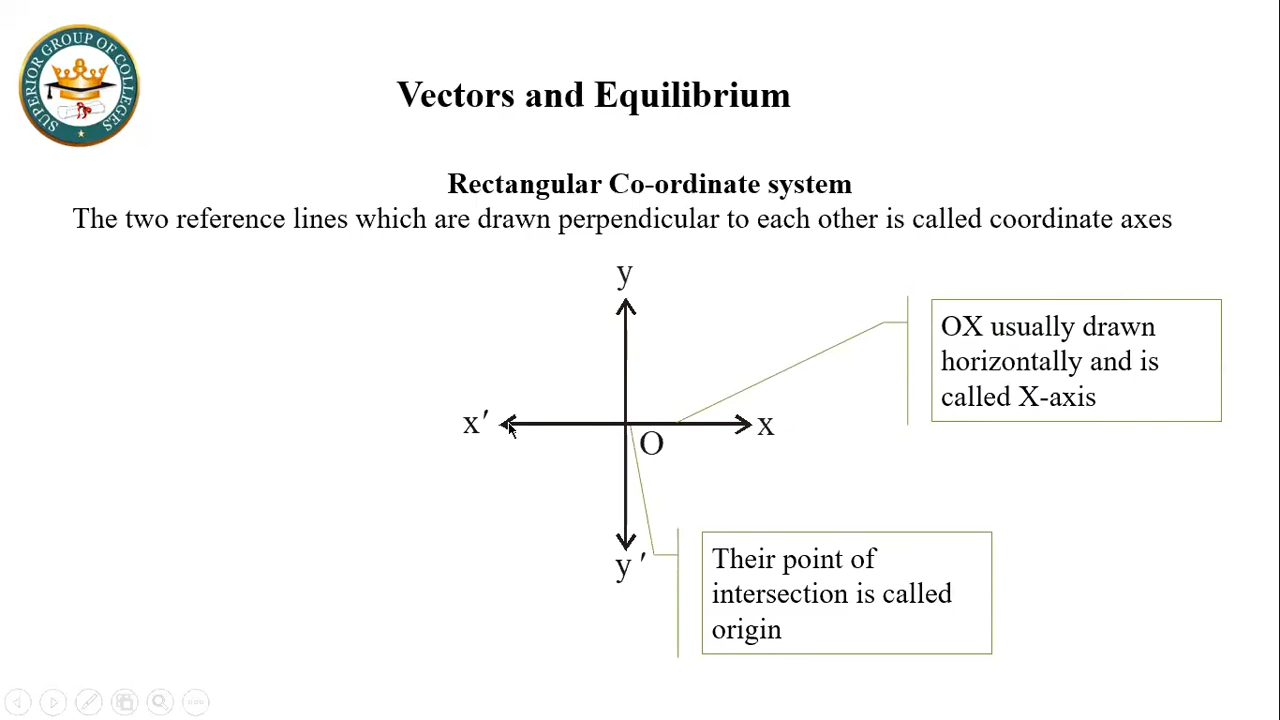 SUPERIOR GROUP OF COLLEGES
Vectors and Equilibrium
Rectangular Co-ordinate system
The two reference lines which are drawn perpendicular to each other is called coordinate axes
y
OX usually drawn
horizontally and is
called X-axis
x′
x
O
y′
Their point of
intersection is called
origin